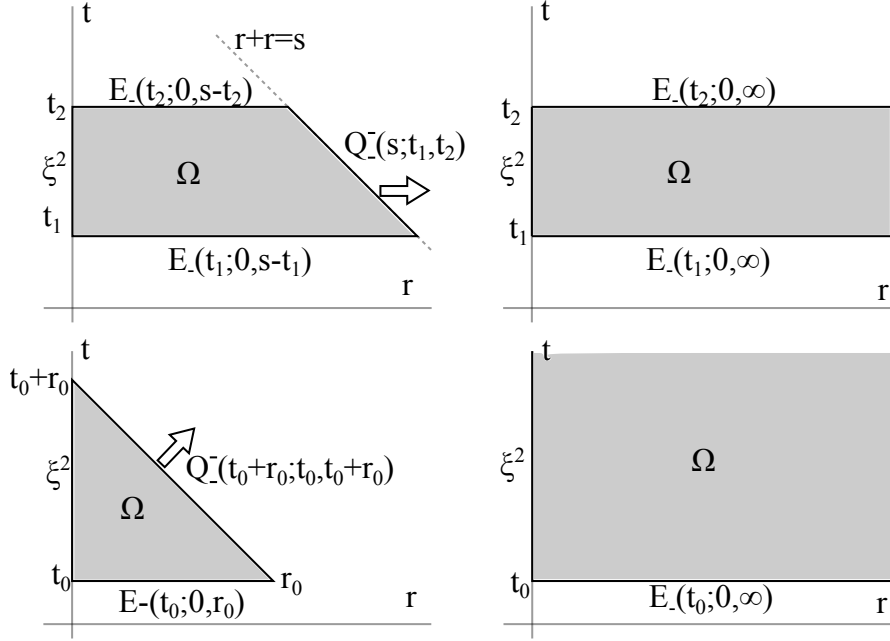 t
r+r=s
t₂
E₋(t₂;0,s-t₂)
Q₋⁻(s;t₁,t₂)
ξ²
Ω
t₁
E₋(t₁;0,s-t₁)
r
t₂
E₋(t₂;0,∞)
ξ²
Ω
t₁
E₋(t₁;0,∞)
r
t
t₀+r₀
ξ²
Q₋⁻(t₀+r₀;t₀,t₀+r₀)
Ω
t₀
r₀
E-(t₀;0,r₀)
r
t
ξ²
Ω
t₀
E₋(t₀;0,∞)
r
t